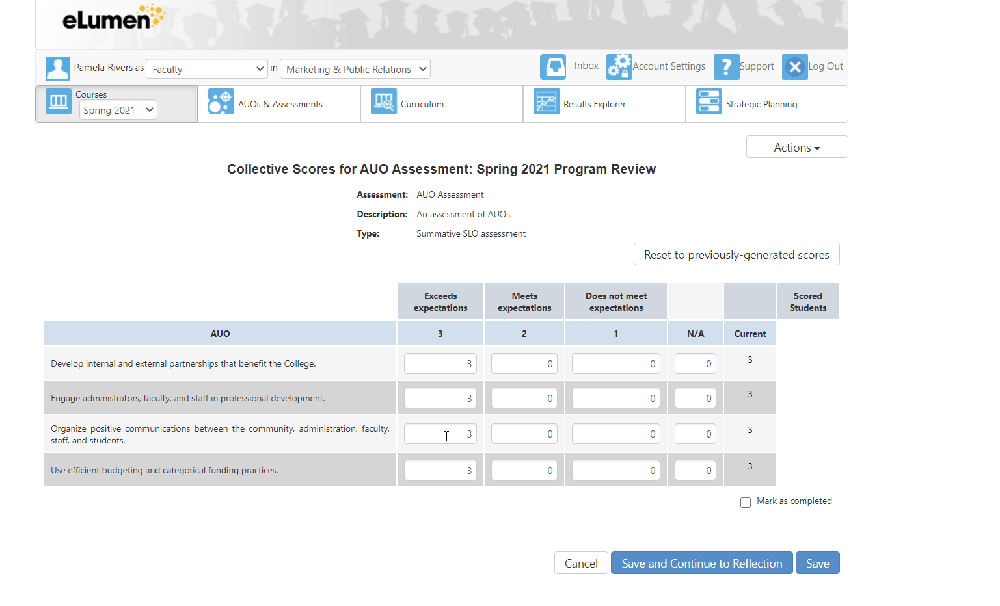 eLumen
Pamela Rivers as Faculty in Marketing & Public Relations Inbox Account Settings ? Support Log Out
Courses
Spring 2021 AUOs & Assessments Curriculum Results Explorer Strategic Planning
Actions
Collective Scores for AUO Assessment: Spring 2021 Program Review
Assessment: AUO Assessment
Description: An assessment of AUOs.
Type: Summative SLO assessment
Reset to previously-generated scores
Exceeds Meets Does not meet Scored
expectations expectations expectations Students
AUO 3 2 1 N/A Current
Develop internal and external partnerships that benefit the College. 3 0 0 0 3
Engage administrators, faculty, and staff in professional development. 3 0 0 0 3
Organize positive communications between the community, administration, faculty, 3 0 0 0 3
staff, and students.
Use efficient budgeting and categorical funding practices. 3 0 0 0 3
Mark as completed
Cancel Save and Continue to Reflection Save